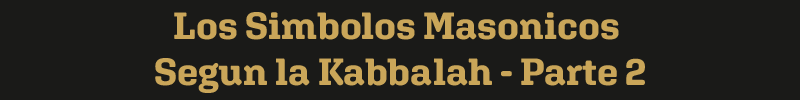 Los Simbolos Masonicos
Segun la Kabbalah - Parte 2